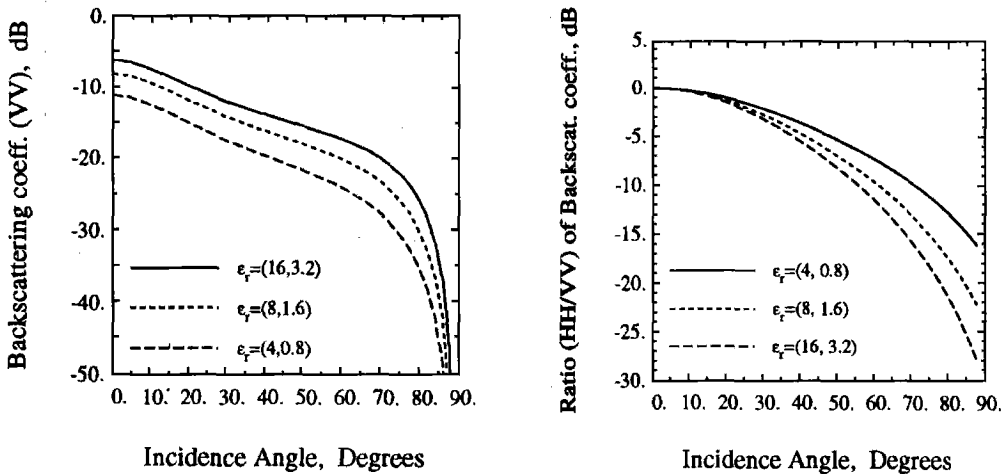 Backscattering coeff. (VV), dB
0.
-10.
-20.
-30.
-40.
-50.
εr=(16,3.2)
εr=(8,1.6)
εr=(4,0.8)
0. 10. 20. 30. 40. 50. 60. 70. 80. 90.
Incidence Angle, Degrees
Ratio (HH/VV) of Backscat. coeff., dB
5.
0.
-5.
-10.
-15.
-20.
-25.
-30.
εr=(4, 0.8)
εr=(8, 1.6)
εr=(16, 3.2)
0. 10. 20. 30. 40. 50. 60. 70. 80. 90.
Incidence Angle, Degrees